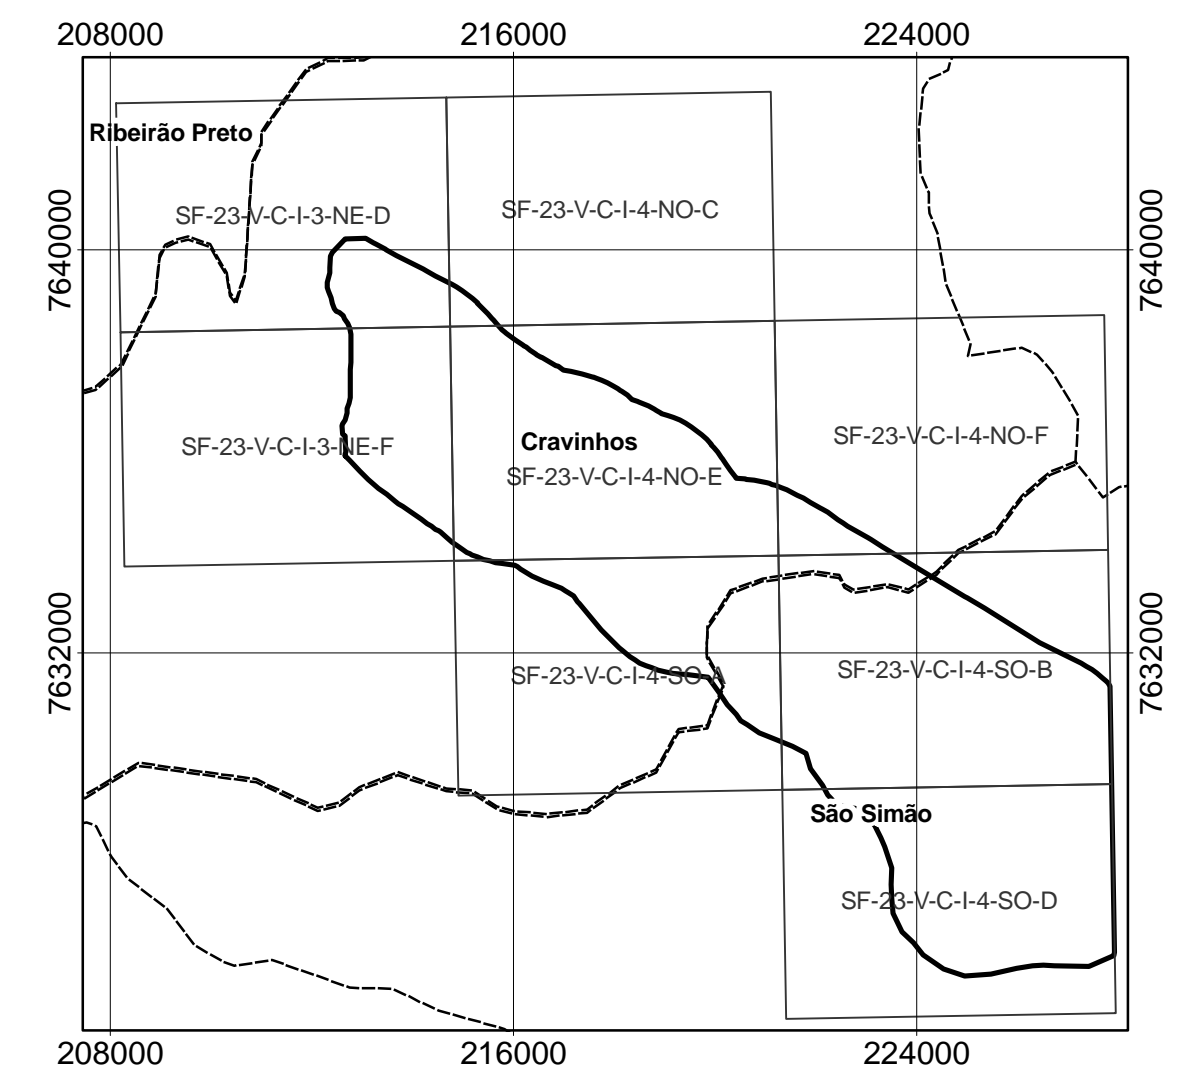 208000 216000 224000
Ribeirão Preto
SF-23-V-C-I-3-NE-D
SF-23-V-C-I-4-NO-C
7640000
7640000
SF-23-V-C-I-3-NE-F
Cravinhos
SF-23-V-C-I-4-NO-E
SF-23-V-C-I-4-NO-F
7632000
7632000
SF-23-V-C-I-4-SO-A
SF-23-V-C-I-4-SO-B
São Simão
SF-23-V-C-I-4-SO-D
208000 216000 224000